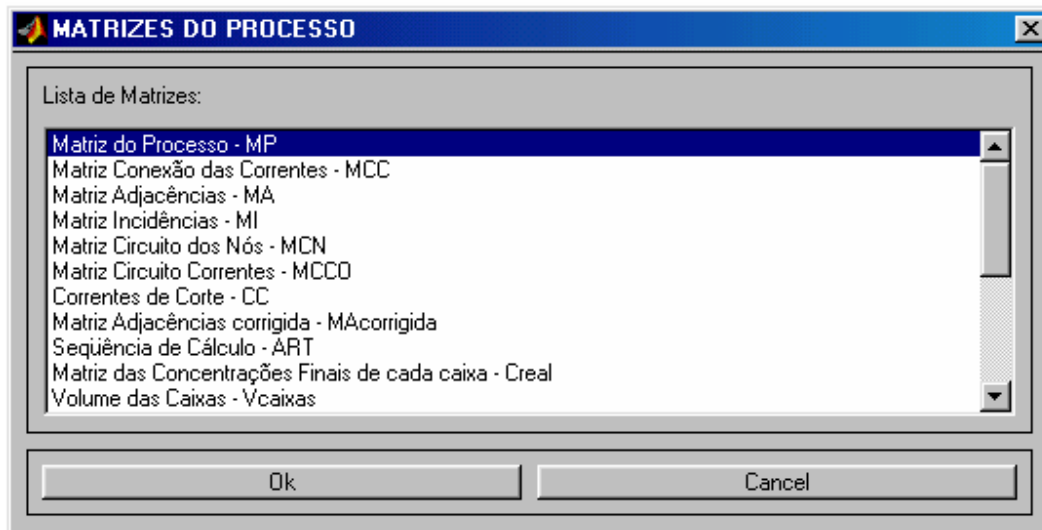 MATRIZES DO PROCESSO
Lista de Matrizes:
Matriz do Processo - MP
Matriz Conexão das Correntes - MCC
Matriz Adjacências - MA
Matriz Incidências - MI
Matriz Circuito dos Nós - MCN
Matriz Circuito Correntes - MCCO
Correntes de Corte - CC
Matriz Adjacências corrigida - MAcorrigida
Seqüência de Cálculo - ART
Matriz das Concentrações Finais de cada caixa - Creal
Volume das Caixas - Vcaixas
Ok
Cancel